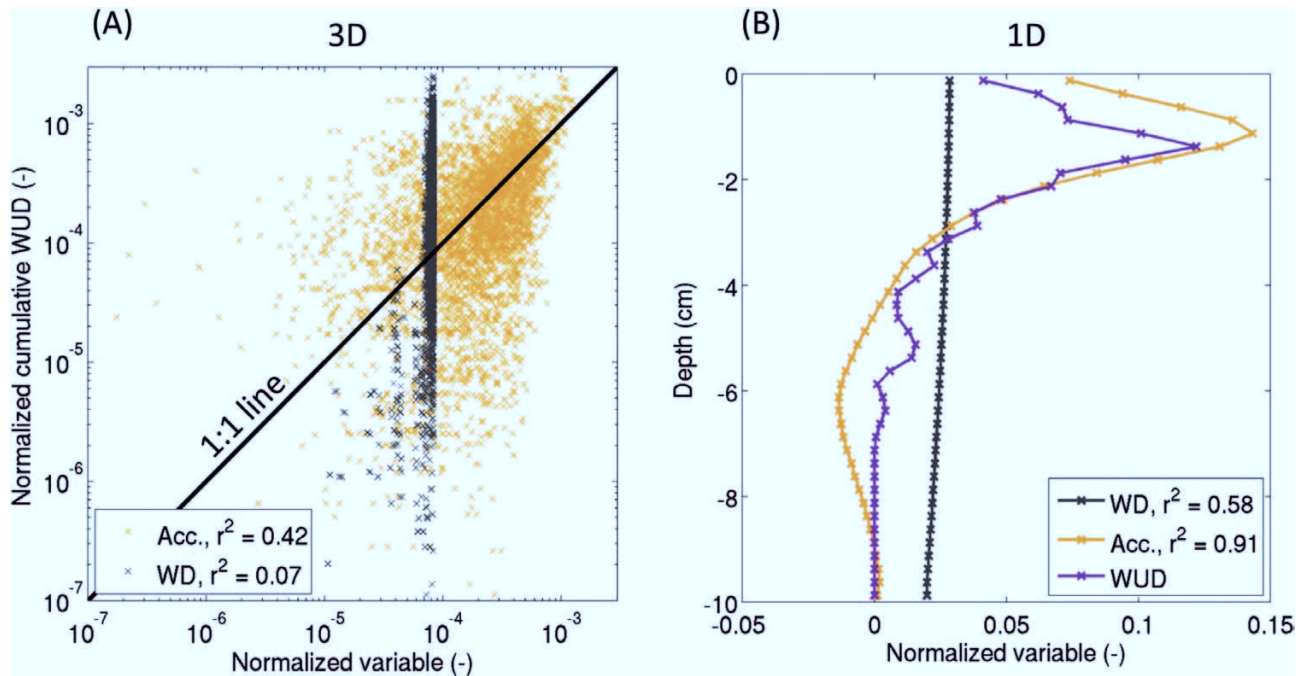 (A)
3D
Normalized cumulative WUD (-)
10^-3
10^-4
10^-5
10^-6
10^-7
1:1 line
Acc., r^2 = 0.42
WD, r^2 = 0.07
10^-7
10^-6
10^-5
10^-4
10^-3
Normalized variable (-)
(B)
1D
Depth (cm)
0
-2
-4
-6
-8
-10
WD, r^2 = 0.58
Acc., r^2 = 0.91
WUD
-0.05
0
0.05
0.1
0.15
Normalized variable (-)